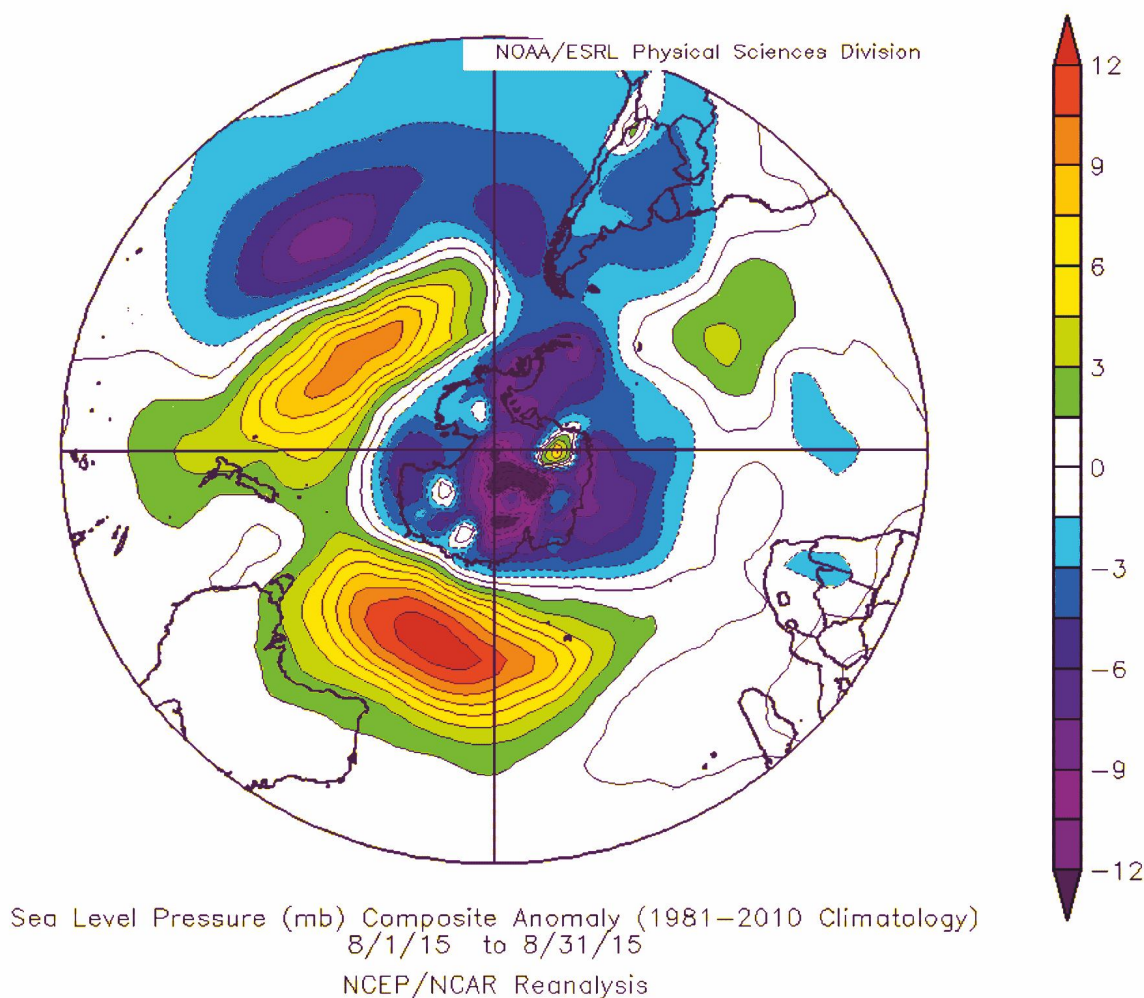 NOAA/ESRL Physical Sciences Division
12
9
6
3
0
-3
-6
-9
-12
Sea Level Pressure (mb) Composite Anomaly (1981-2010 Climatology)
8/1/15 to 8/31/15
NCEP/NCAR Reanalysis